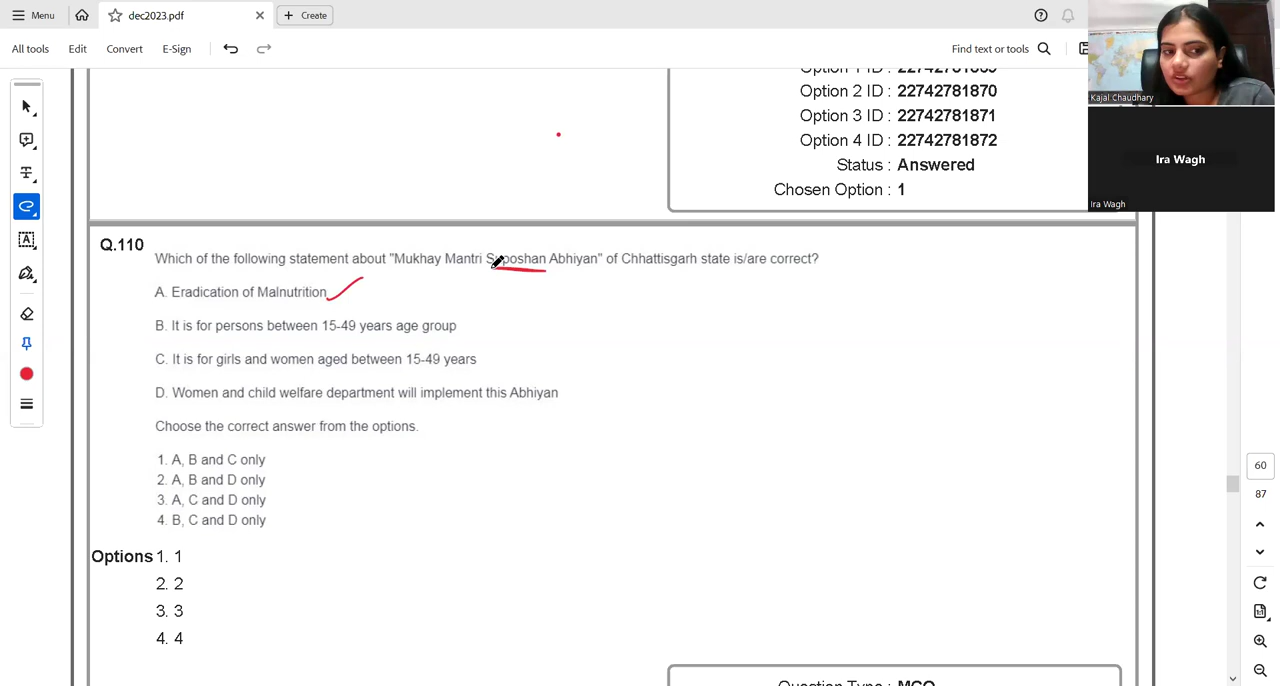 Menu
dec2023.pdf
Create
All tools
Edit
Convert
E-Sign
Find text or tools
Kajal Chaudhary
Ira Wagh
Ira Wagh
Option 2 ID : 22742781870
Option 3 ID : 22742781871
Option 4 ID : 22742781872
Status : Answered
Chosen Option : 1
Q.110
Which of the following statement about "Mukhay Mantri Suposhan Abhiyan" of Chhattisgarh state is/are correct?
A. Eradication of Malnutrition
B. It is for persons between 15-49 years age group
C. It is for girls and women aged between 15-49 years
D. Women and child welfare department will implement this Abhiyan
Choose the correct answer from the options.
1. A, B and C only
2. A, B and D only
3. A, C and D only
4. B, C and D only
Options 1. 1
2. 2
3. 3
4. 4
60
87